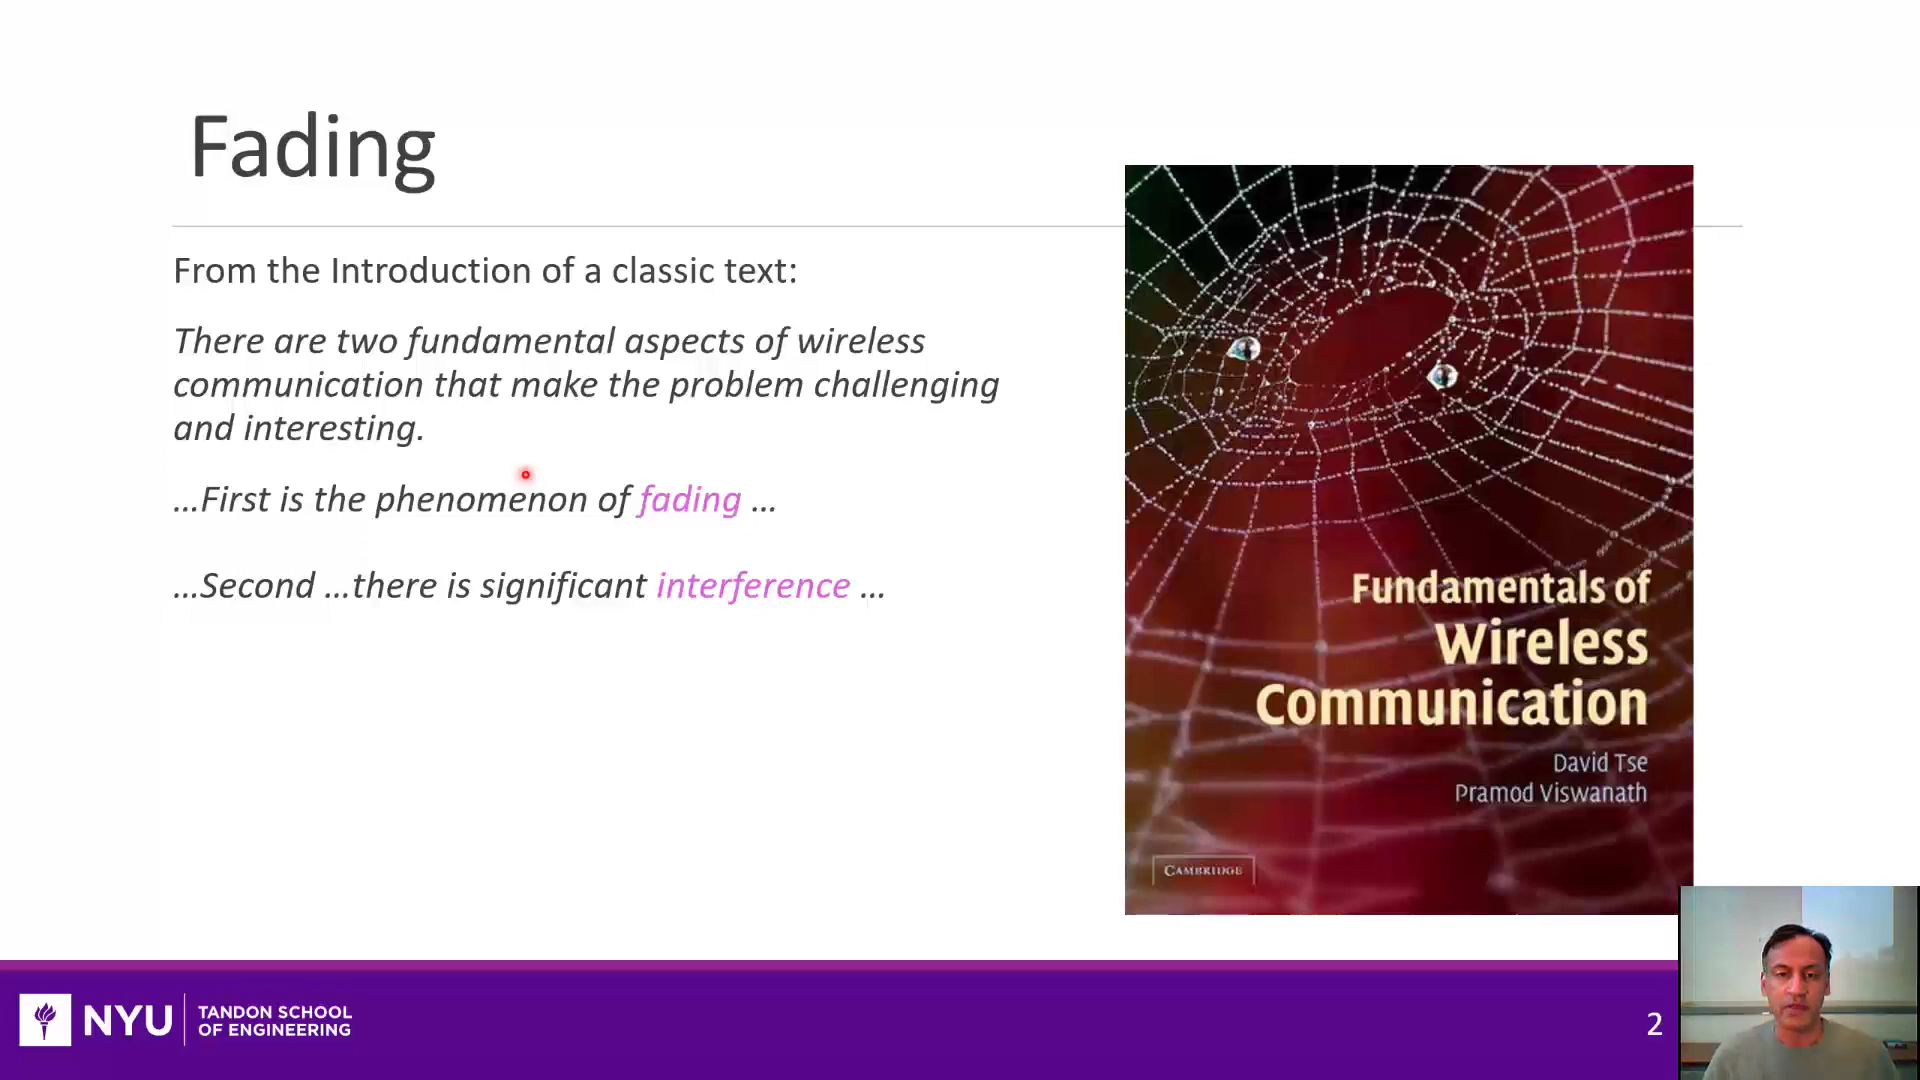 Fading
From the Introduction of a classic text:
There are two fundamental aspects of wireless
communication that make the problem challenging
and interesting.
…First is the phenomenon of fading …
…Second …there is significant interference …
Fundamentals of
Wireless
Communication
David Tse
Pramod Viswanath
CAMBRIDGE
NYU
TANDON SCHOOL
OF ENGINEERING
2